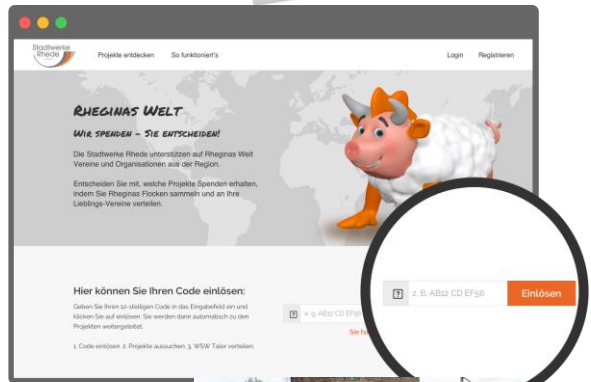 Stadtwerke
Rhede
Projekte entdecken
So funktioniert's
Login
Registrieren
RHEGINAS WELT
WIR SPENDEN – SIE ENTSCHEIDEN!
Die Stadtwerke Rhede unterstützen auf Rheginas Welt
Vereine und Organisationen aus der Region.
Entscheiden Sie mit, welche Projekte Spenden erhalten,
indem Sie Rheginas Flocken sammeln und an Ihre
Lieblings-Vereine verteilen.
Hier können Sie Ihren Code einlösen:
Geben Sie Ihren 12-stelligen Code in das Eingabefeld ein und
klicken Sie auf einlösen. Sie werden dann automatisch zu den
Projekten weitergeleitet.
1. Code einlösen. 2. Projekte aussuchen. 3. WSW Taler verteilen.
? e. g. AB12 CD EF56
Sie
? z. B. AB12 CD EF56
Einlösen